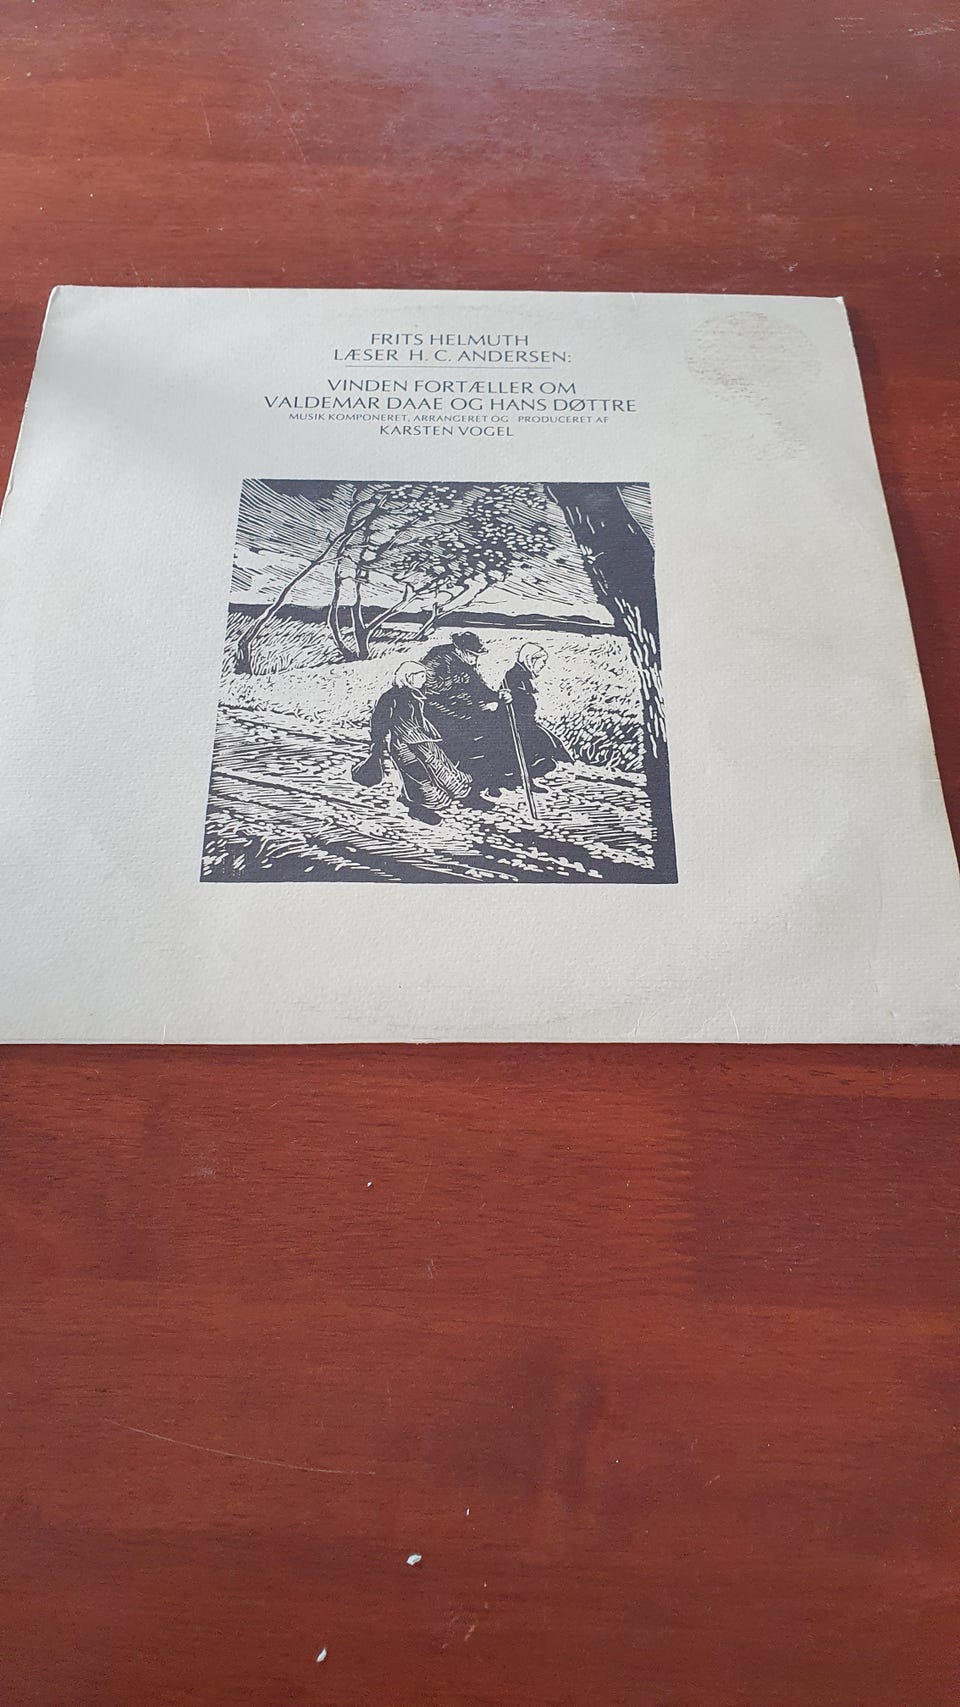 FRITS HELMUTH
LÆSER H. C. ANDERSEN:
VINDEN FORTÆLLER OM
VALDEMAR DAAE OG HANS DØTTRE
MUSIK KOMPONERET, ARRANGERET OG PRODUCERET AF
KARSTEN VOGEL